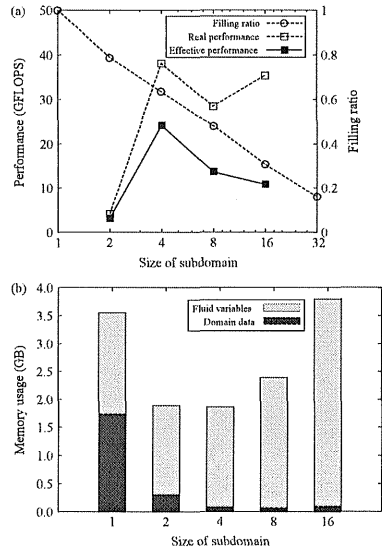 (a)
50
40
30
20
10
0
Performance (GFLOPS)
Filling ratio
Real performance
Effective performance
1
0.8
0.6
0.4
0.2
0
Filling ratio
1 2 4 8 16 32
Size of subdomain
(b)
4.0
3.5
3.0
2.5
2.0
1.5
1.0
0.5
0.0
Memory usage (GB)
Fluid variables
Domain data
1 2 4 8 16
Size of subdomain